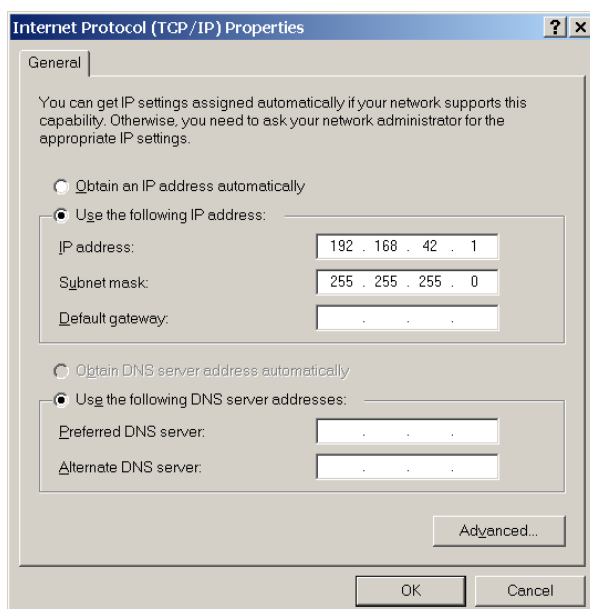 Internet Protocol (TCP/IP) Properties
General
You can get IP settings assigned automatically if your network supports this
capability. Otherwise, you need to ask your network administrator for the
appropriate IP settings.
Obtain an IP address automatically
Use the following IP address:
IP address: 192 . 168 . 42 . 1
Subnet mask: 255 . 255 . 255 . 0
Default gateway: . . .
Obtain DNS server address automatically
Use the following DNS server addresses:
Preferred DNS server: . . .
Alternate DNS server: . . .
Advanced...
OK Cancel